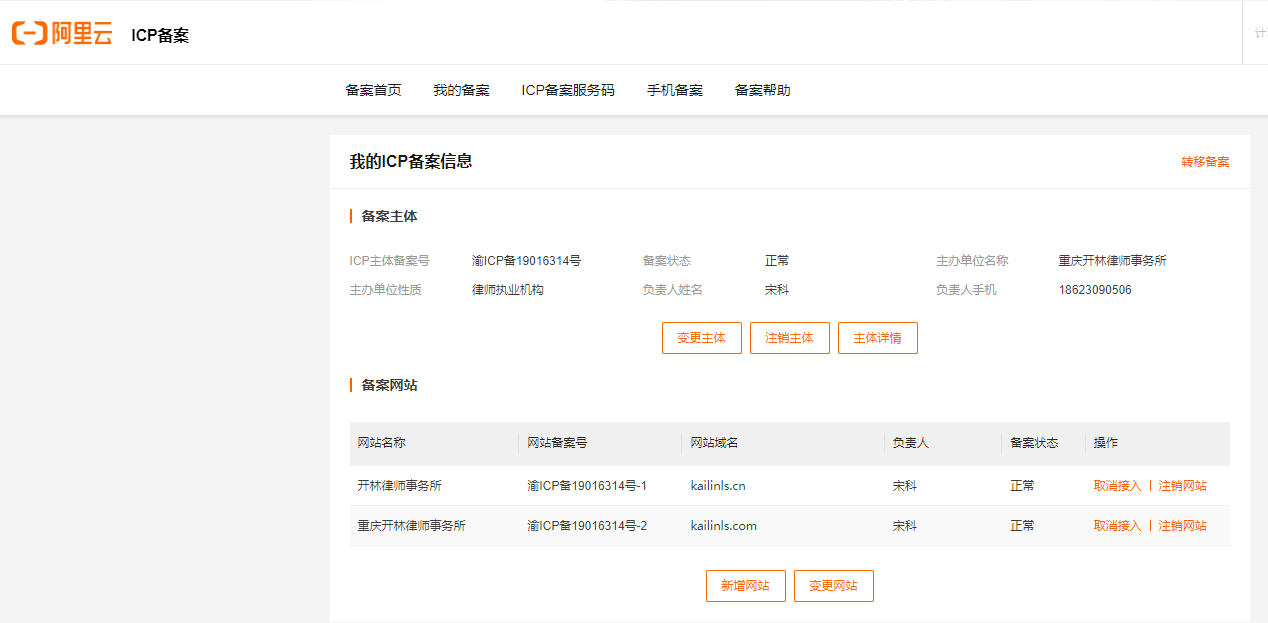 阿里云 ICP备案
计
备案首页 我的备案 ICP备案服务码 手机备案 备案帮助
我的ICP备案信息 转移备案
备案主体
ICP主体备案号 渝ICP备19016314号 备案状态 正常 主办单位名称 重庆开林律师事务所
主办单位性质 律师执业机构 负责人姓名 宋科 负责人手机 18623090506
变更主体 注销主体 主体详情
备案网站
网站名称 网站备案号 网站域名 负责人 备案状态 操作
开林律师事务所 渝ICP备19016314号-1 kailinls.cn 宋科 正常 取消接入 | 注销网站
重庆开林律师事务所 渝ICP备19016314号-2 kailinls.com 宋科 正常 取消接入 | 注销网站
新增网站 变更网站